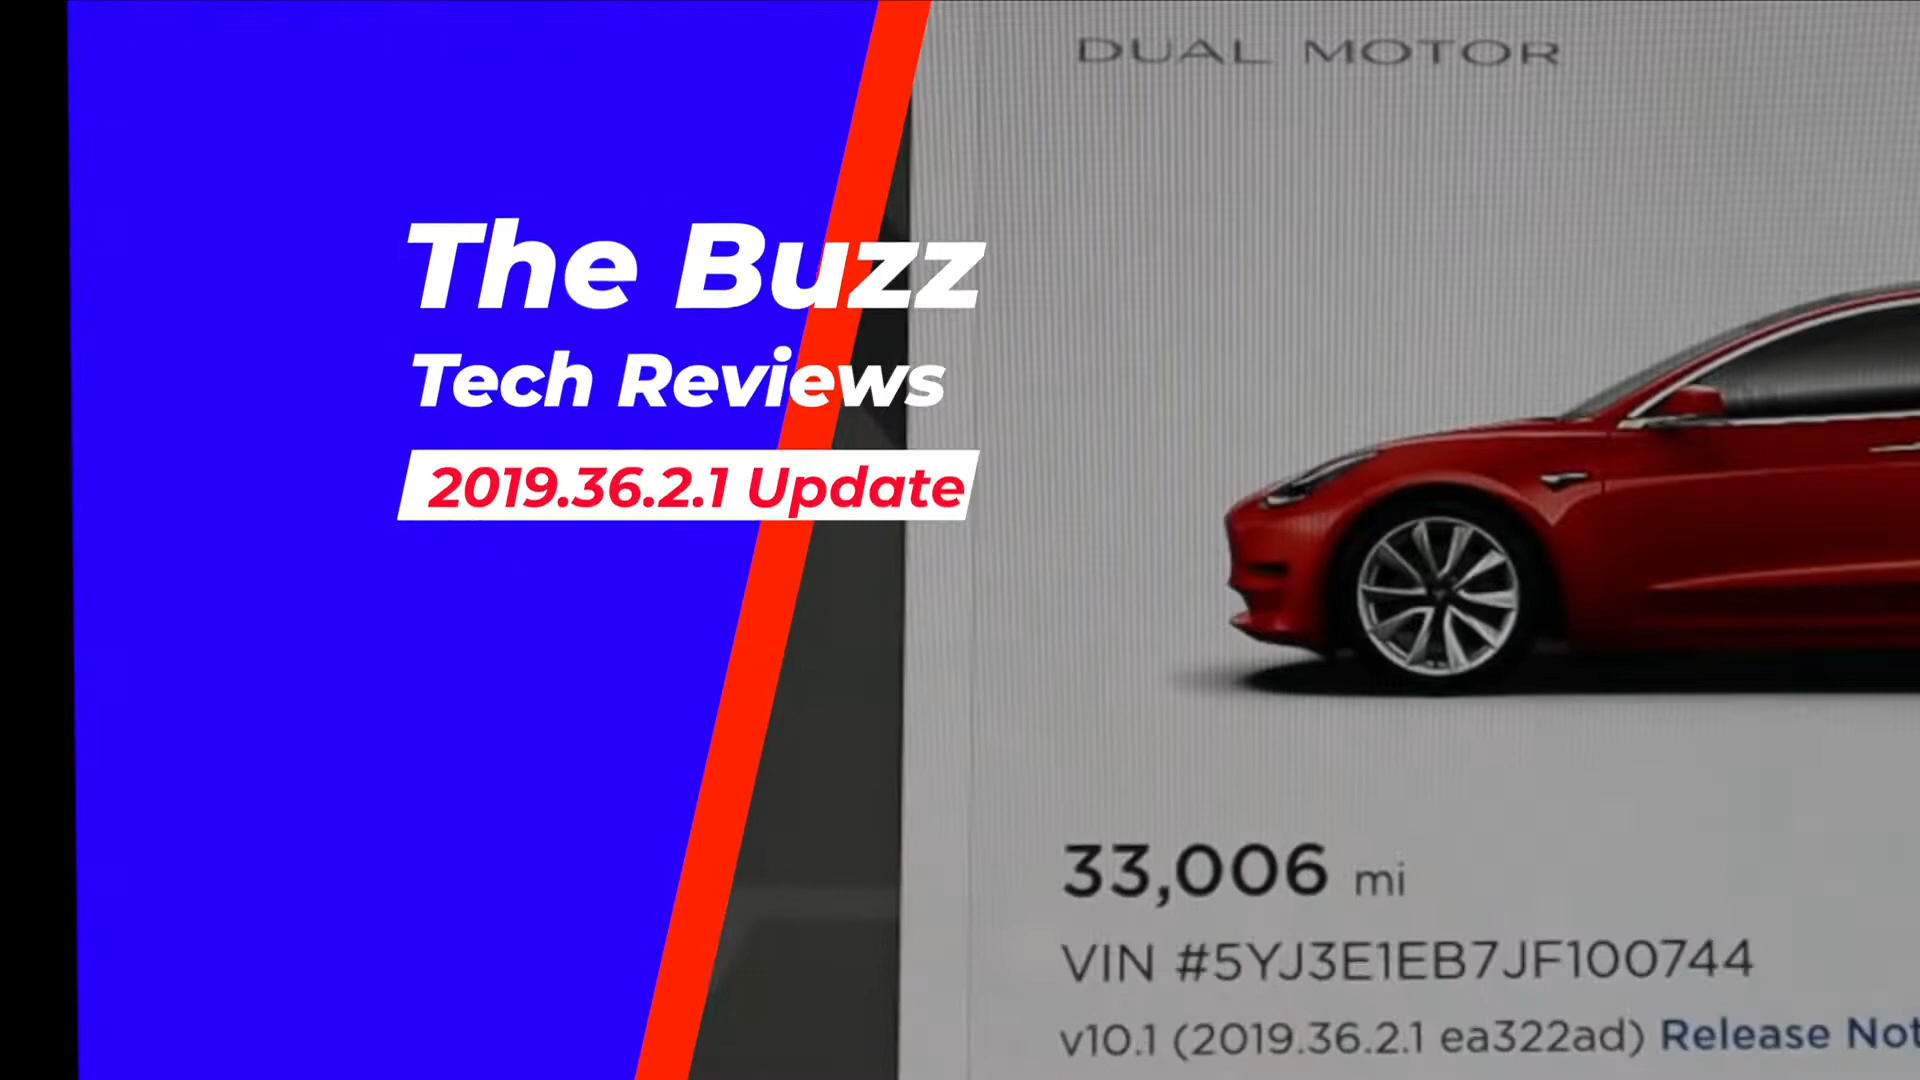 The Buzz
Tech Reviews
2019.36.2.1 Update
DUAL MOTOR
33,006 mi
VIN #5YJ3E1EB7JF100744
v10.1 (2019.36.2.1 ea322ad) Release Not